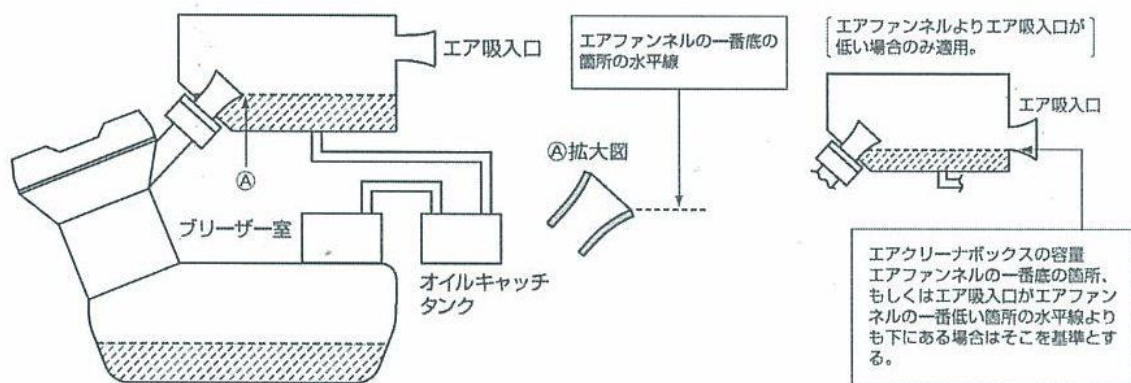 エア吸入口
Ⓐ
ブリーザー室
オイルキャッチ
タンク
エアファンネルの一番底の
箇所の水平線
Ⓐ拡大図
エアファンネルよりエア吸入口が
低い場合のみ適用。
エア吸入口
エアクリーナボックスの容量
エアファンネルの一番底の箇所、
もしくはエア吸入口がエアファン
ネルの一番低い箇所の水平線より
も下にある場合はそこを基準とす
る。